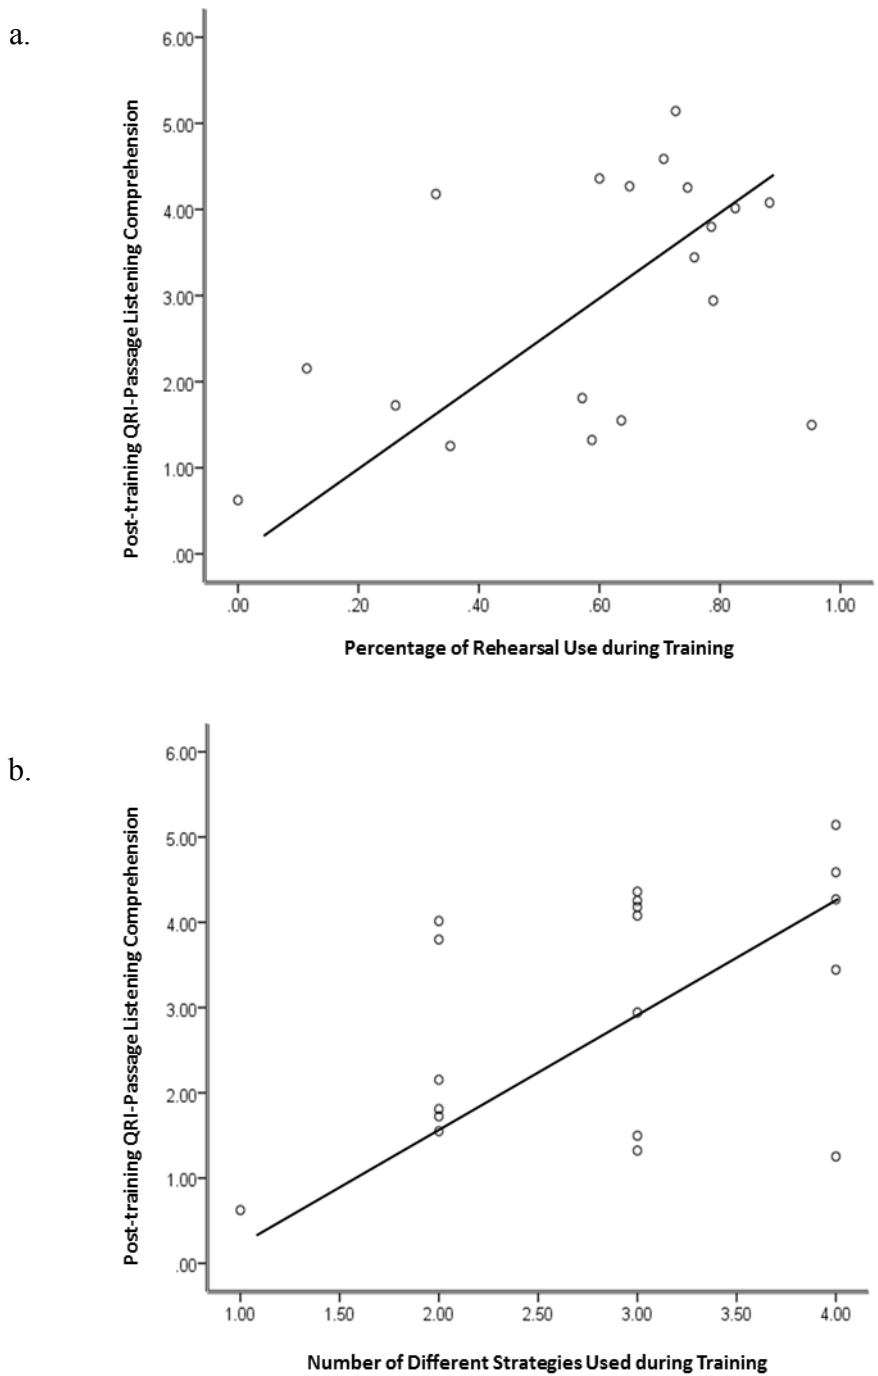 a.
Post-training QRI-Passage Listening Comprehension
6.00
5.00
4.00
3.00
2.00
1.00
.00
.00 .20 .40 .60 .80 1.00
Percentage of Rehearsal Use during Training
b.
Post-training QRI-Passage Listening Comprehension
6.00
5.00
4.00
3.00
2.00
1.00
.00
1.00 1.50 2.00 2.50 3.00 3.50 4.00
Number of Different Strategies Used during Training